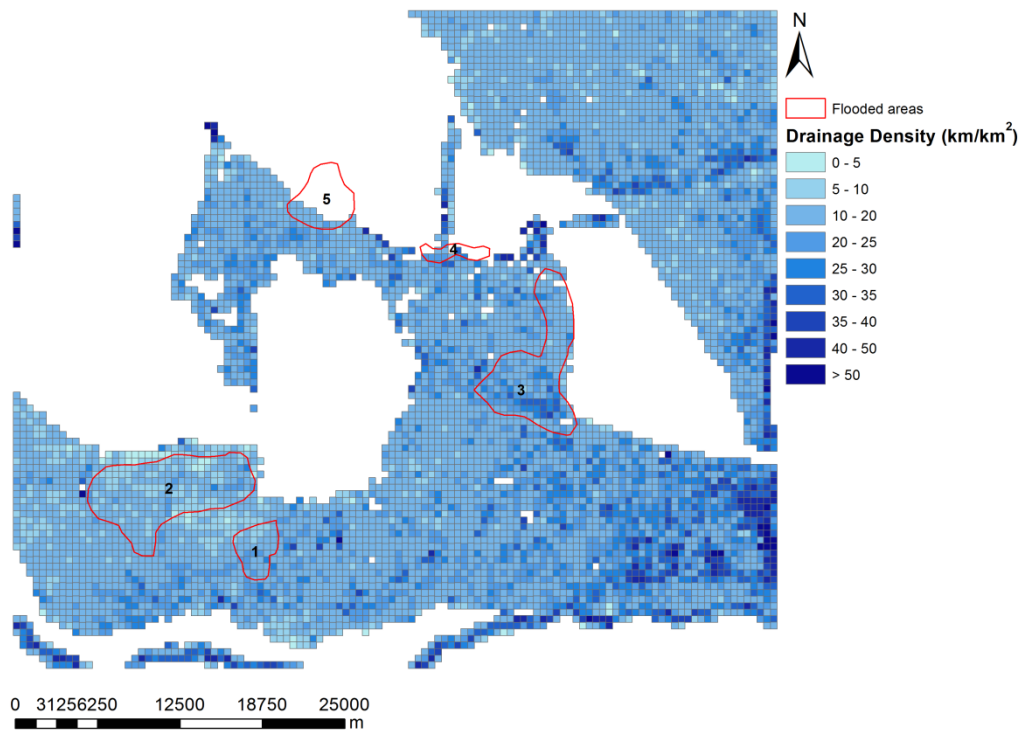 N
Flooded areas
Drainage Density (km/km²)
0 - 5
5 - 10
10 - 20
20 - 25
25 - 30
30 - 35
35 - 40
40 - 50
> 50
5
4
3
2
1
0 31256250 12500 18750 25000
m